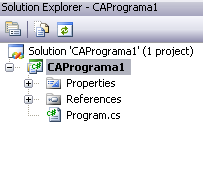 Solution Explorer - CAPrograma1
Solution 'CAPrograma1' (1 project)
CAPrograma1
Properties
References
Program.cs